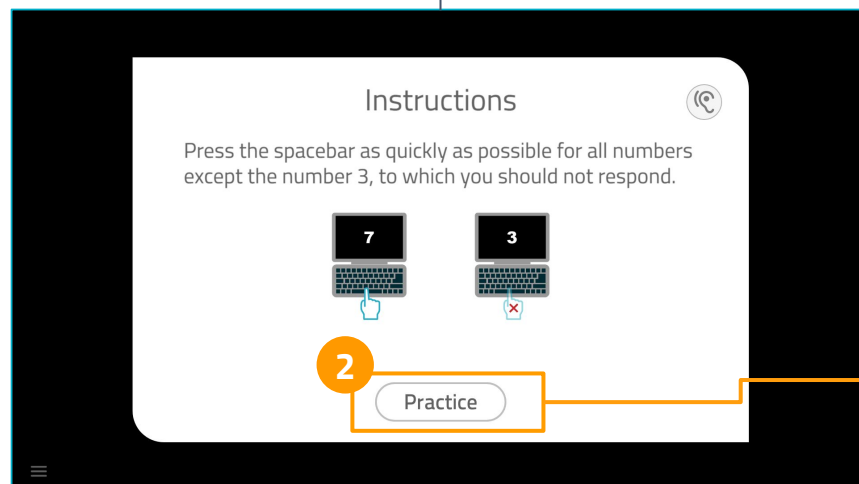 Instructions
Press the spacebar as quickly as possible for all numbers
except the number 3, to which you should not respond.
7
3
2
Practice